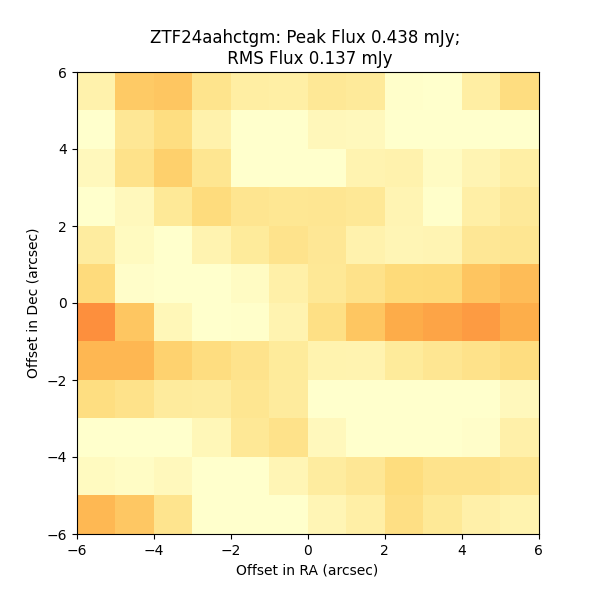 ZTF24aahctgm: Peak Flux 0.438 mJy;
RMS Flux 0.137 mJy
6
4
2
0
−2
−4
−6
Offset in Dec (arcsec)
−6 −4 −2 0 2 4 6
Offset in RA (arcsec)